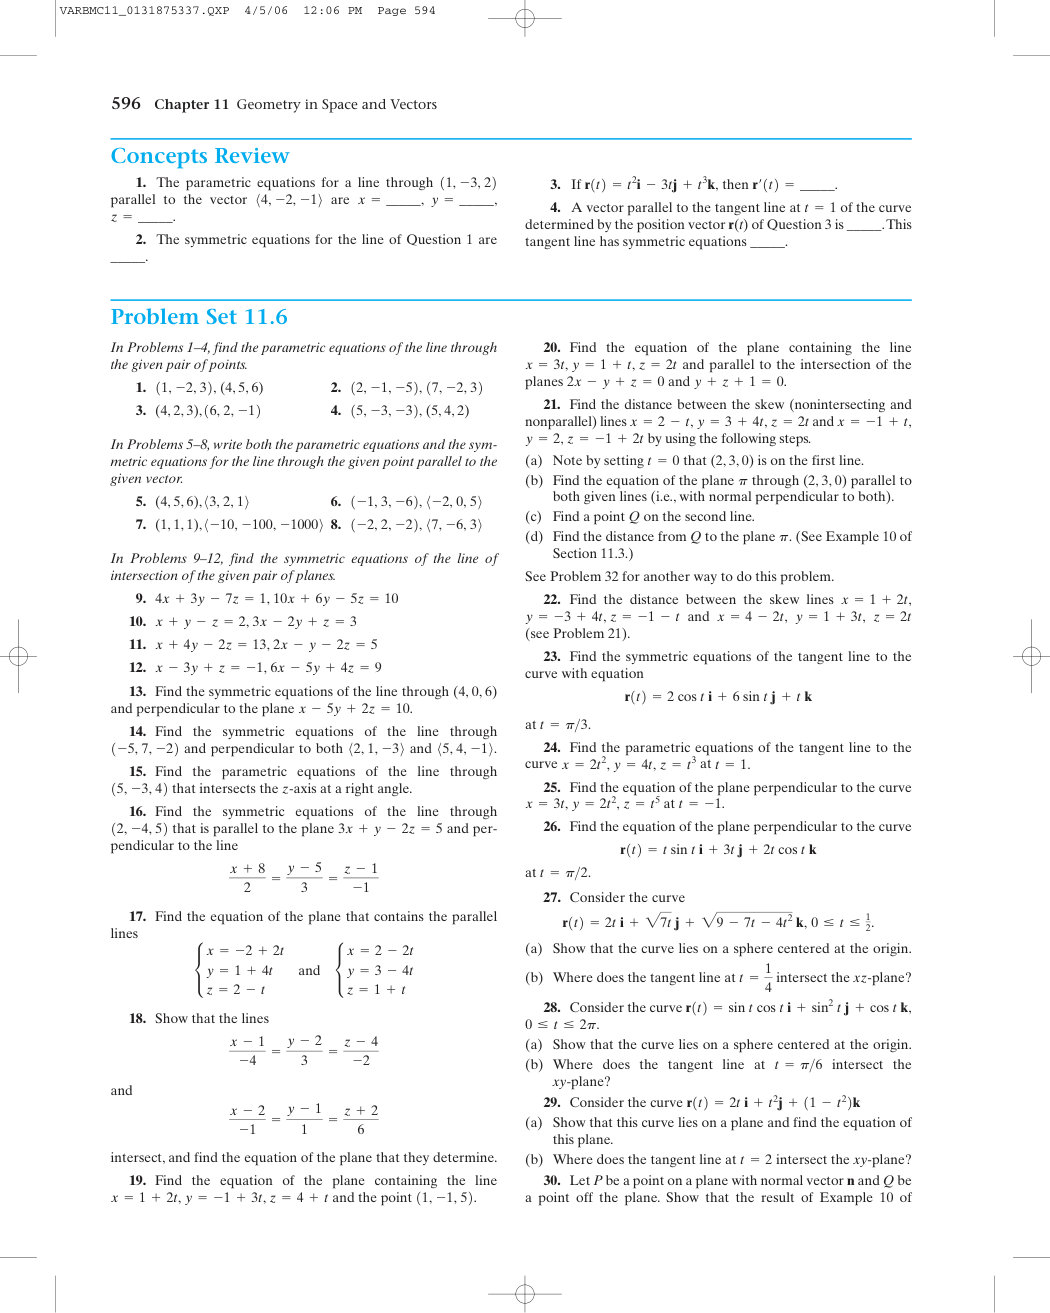 VARBMC11_0131875337.QXP 4/5/06 12:06 PM Page 594
596 Chapter 11 Geometry in Space and Vectors
Concepts Review
1. The parametric equations for a line through (1, −3, 2)
parallel to the vector ⟨4, −2, −1⟩ are x = _____, y = _____,
z = _____.
2. The symmetric equations for the line of Question 1 are
_____.
3. If r(t) = t²i − 3tj + t³k, then r′(t) = _____.
4. A vector parallel to the tangent line at t = 1 of the curve
determined by the position vector r(t) of Question 3 is _____. This
tangent line has symmetric equations _____.
Problem Set 11.6
In Problems 1–4, find the parametric equations of the line through
the given pair of points.
1. (1, −2, 3), (4, 5, 6) 2. (2, −1, −5), (7, −2, 3)
3. (4, 2, 3), (6, 2, −1) 4. (5, −3, −3), (5, 4, 2)
In Problems 5–8, write both the parametric equations and the sym-
metric equations for the line through the given point parallel to the
given vector.
5. (4, 5, 6), ⟨3, 2, 1⟩ 6. (−1, 3, −6), ⟨−2, 0, 5⟩
7. (1, 1, 1), ⟨−10, −100, −1000⟩ 8. (−2, 2, −2), ⟨7, −6, 3⟩
In Problems 9–12, find the symmetric equations of the line of
intersection of the given pair of planes.
9. 4x + 3y − 7z = 1, 10x + 6y − 5z = 10
10. x + y − z = 2, 3x − 2y + z = 3
11. x + 4y − 2z = 13, 2x − y − 2z = 5
12. x − 3y + z = −1, 6x − 5y + 4z = 9
13. Find the symmetric equations of the line through (4, 0, 6)
and perpendicular to the plane x − 5y + 2z = 10.
14. Find the symmetric equations of the line through
(−5, 7, −2) and perpendicular to both ⟨2, 1, −3⟩ and ⟨5, 4, −1⟩.
15. Find the parametric equations of the line through
(5, −3, 4) that intersects the z-axis at a right angle.
16. Find the symmetric equations of the line through
(2, −4, 5) that is parallel to the plane 3x + y − 2z = 5 and per-
pendicular to the line
(x + 8)/2 = (y − 5)/3 = (z − 1)/−1
17. Find the equation of the plane that contains the parallel
lines
x = −2 + 2t x = 2 − 2t
y = 1 + 4t and y = 3 − 4t
z = 2 − t z = 1 + t
18. Show that the lines
(x − 1)/−4 = (y − 2)/3 = (z − 4)/−2
and
(x − 2)/−1 = (y − 1)/1 = (z + 2)/6
intersect, and find the equation of the plane that they determine.
19. Find the equation of the plane containing the line
x = 1 + 2t, y = −1 + 3t, z = 4 + t and the point (1, −1, 5).
20. Find the equation of the plane containing the line
x = 3t, y = 1 + t, z = 2t and parallel to the intersection of the
planes 2x − y + z = 0 and y + z + 1 = 0.
21. Find the distance between the skew (nonintersecting and
nonparallel) lines x = 2 − t, y = 3 + 4t, z = 2t and x = −1 + t,
y = 2, z = −1 + 2t by using the following steps.
(a) Note by setting t = 0 that (2, 3, 0) is on the first line.
(b) Find the equation of the plane π through (2, 3, 0) parallel to
both given lines (i.e., with normal perpendicular to both).
(c) Find a point Q on the second line.
(d) Find the distance from Q to the plane π. (See Example 10 of
Section 11.3.)
See Problem 32 for another way to do this problem.
22. Find the distance between the skew lines x = 1 + 2t,
y = −3 + 4t, z = −1 − t and x = 4 − 2t, y = 1 + 3t, z = 2t
(see Problem 21).
23. Find the symmetric equations of the tangent line to the
curve with equation
r(t) = 2 cos t i + 6 sin t j + t k
at t = π/3.
24. Find the parametric equations of the tangent line to the
curve x = 2t², y = 4t, z = t³ at t = 1.
25. Find the equation of the plane perpendicular to the curve
x = 3t, y = 2t², z = t⁵ at t = −1.
26. Find the equation of the plane perpendicular to the curve
r(t) = t sin t i + 3t j + 2t cos t k
at t = π/2.
27. Consider the curve
r(t) = 2t i + √7t j + √(9 − 7t − 4t²) k, 0 ≤ t ≤ 1/2.
(a) Show that the curve lies on a sphere centered at the origin.
(b) Where does the tangent line at t = 1/4 intersect the xz-plane?
28. Consider the curve r(t) = sin t cos t i + sin² t j + cos t k,
0 ≤ t ≤ 2π.
(a) Show that the curve lies on a sphere centered at the origin.
(b) Where does the tangent line at t = π/6 intersect the
xy-plane?
29. Consider the curve r(t) = 2t i + t²j + (1 − t²)k
(a) Show that this curve lies on a plane and find the equation of
this plane.
(b) Where does the tangent line at t = 2 intersect the xy-plane?
30. Let P be a point on a plane with normal vector n and Q be
a point off the plane. Show that the result of Example 10 of